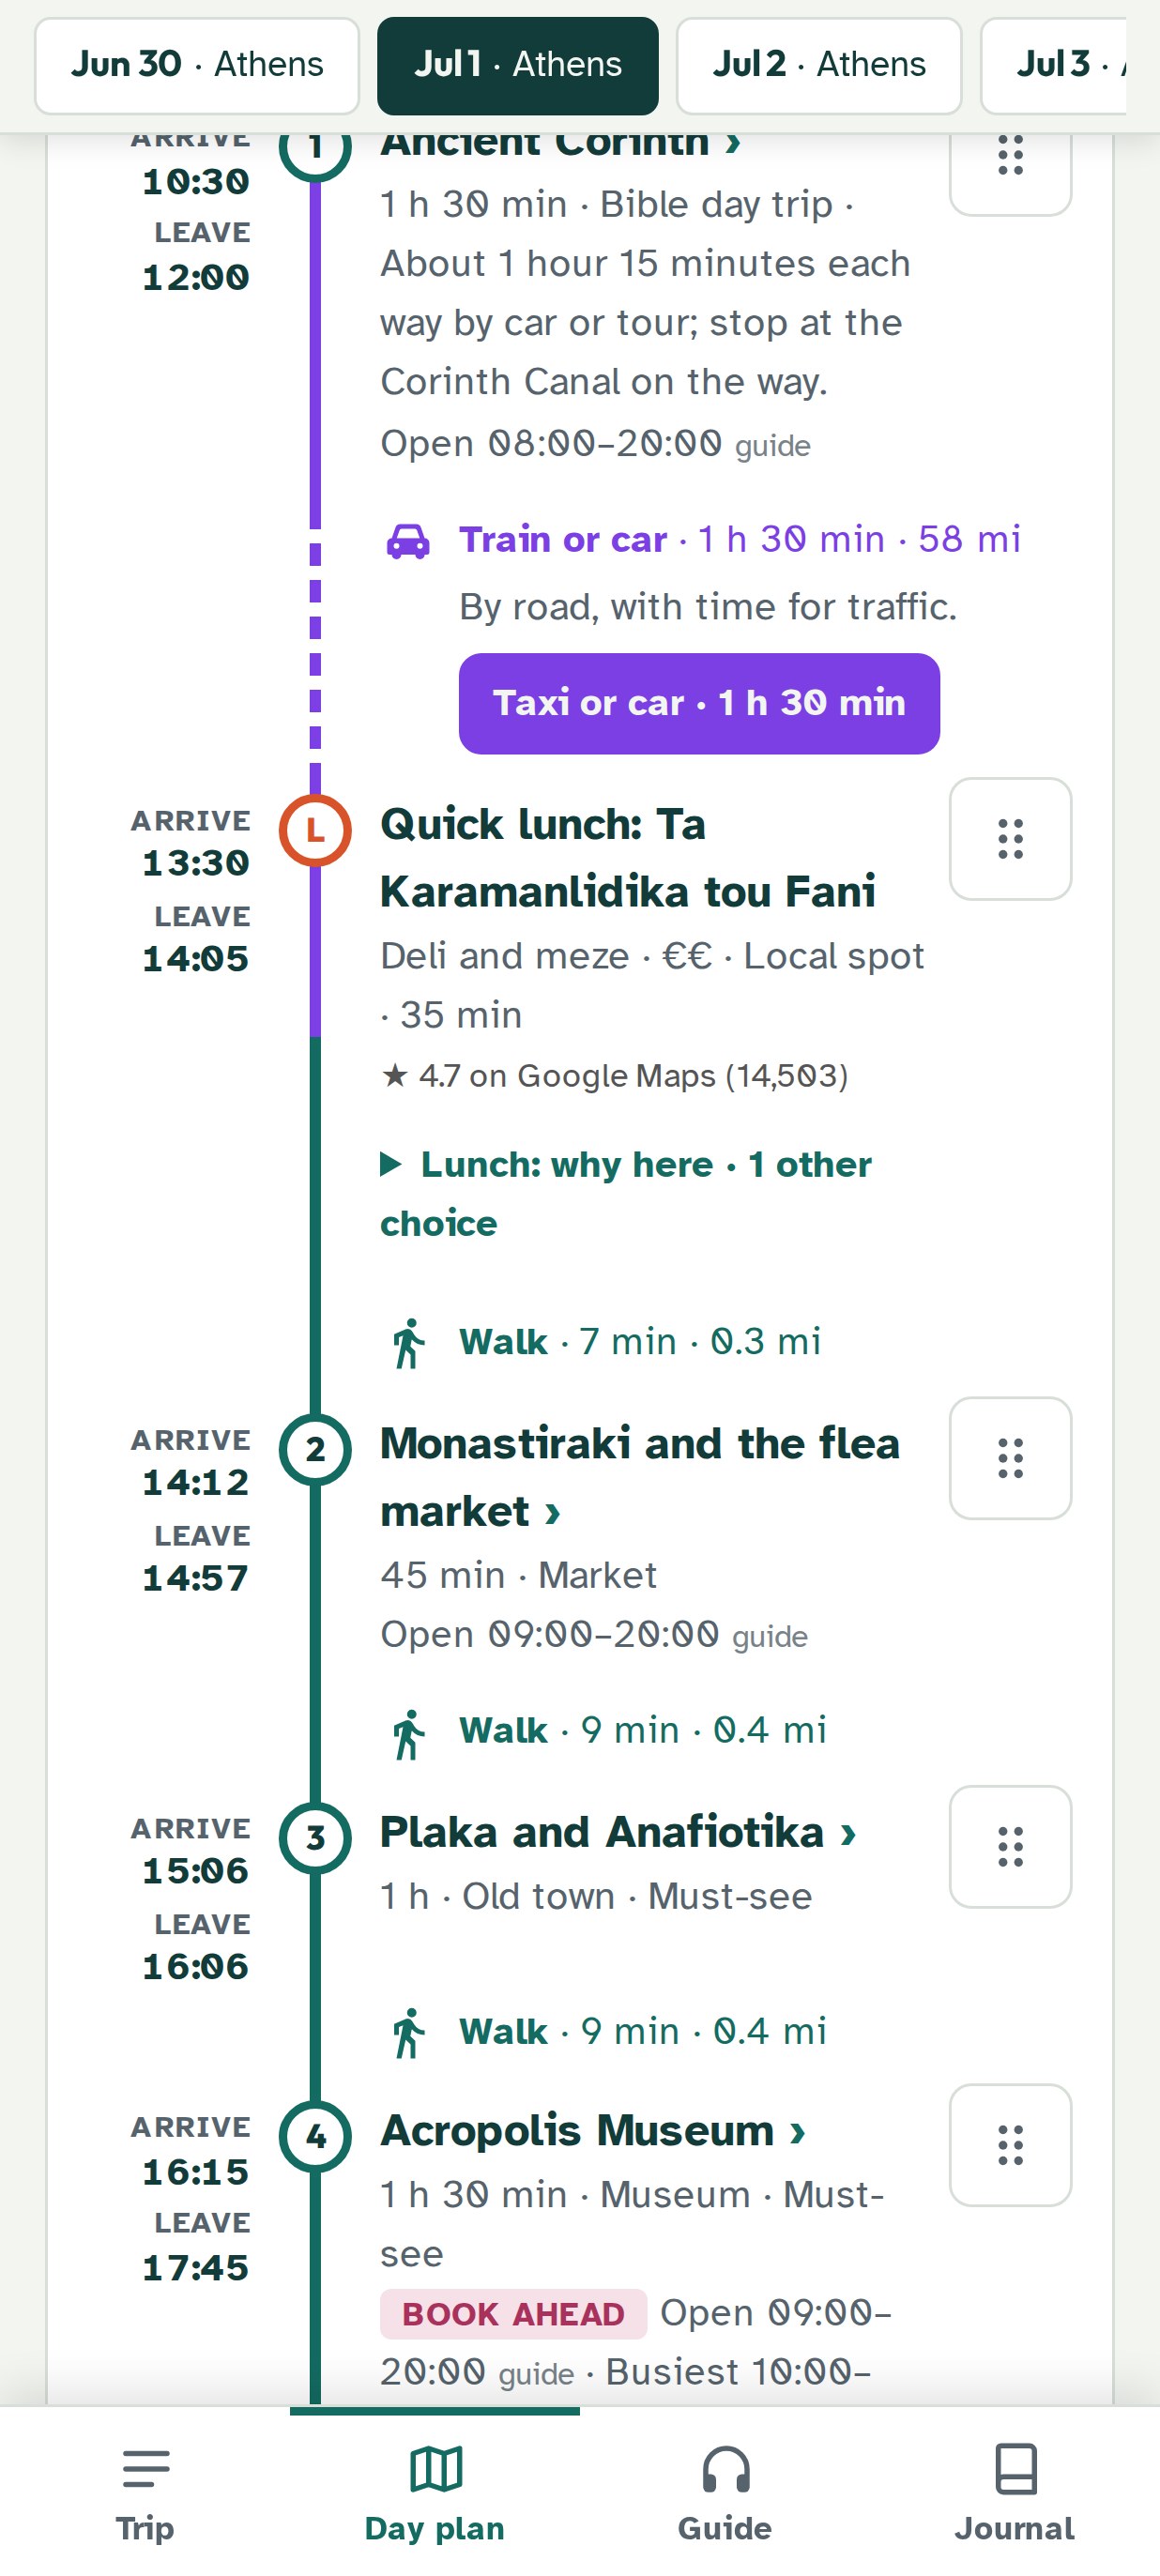 Jun 30 · Athens
Jul 1 · Athens
Jul 2 · Athens
Jul 3 ·
ARRIVE
10:30
LEAVE
12:00
1
Ancient Corinth ›
1 h 30 min · Bible day trip ·
About 1 hour 15 minutes each
way by car or tour; stop at the
Corinth Canal on the way.
Open 08:00–20:00 guide
Train or car · 1 h 30 min · 58 mi
By road, with time for traffic.
Taxi or car · 1 h 30 min
ARRIVE
13:30
LEAVE
14:05
L
Quick lunch: Ta
Karamanlidika tou Fani
Deli and meze · €€ · Local spot
· 35 min
★ 4.7 on Google Maps (14,503)
▶ Lunch: why here · 1 other
choice
Walk · 7 min · 0.3 mi
ARRIVE
14:12
LEAVE
14:57
2
Monastiraki and the flea
market ›
45 min · Market
Open 09:00–20:00 guide
Walk · 9 min · 0.4 mi
ARRIVE
15:06
LEAVE
16:06
3
Plaka and Anafiotika ›
1 h · Old town · Must-see
Walk · 9 min · 0.4 mi
ARRIVE
16:15
LEAVE
17:45
4
Acropolis Museum ›
1 h 30 min · Museum · Must-
see
BOOK AHEAD Open 09:00–
20:00 guide · Busiest 10:00–
Trip
Day plan
Guide
Journal